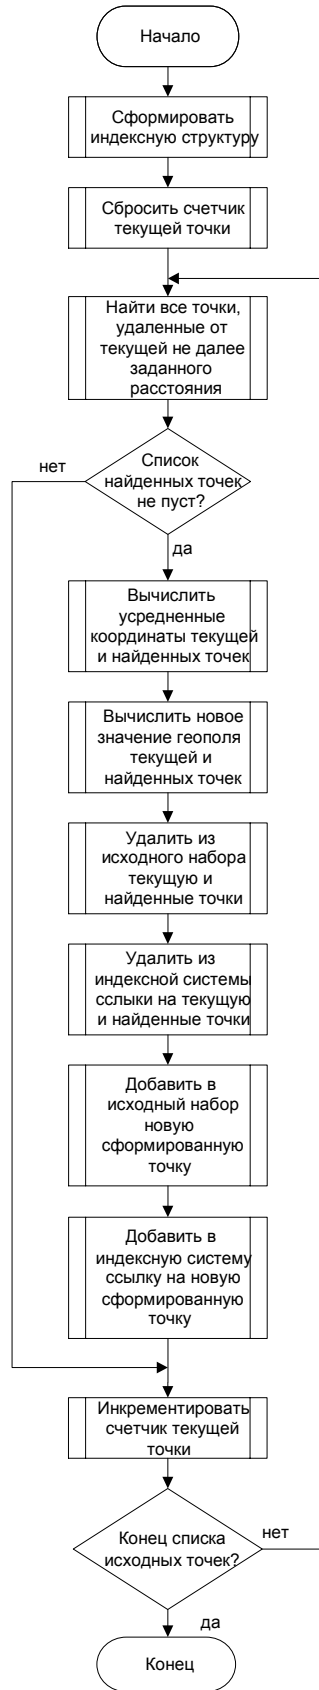 Начало
Сформировать
индексную структуру
Сбросить счетчик
текущей точки
Найти все точки,
удаленные от
текущей не далее
заданного
расстояния
нет
Список
найденных точек
не пуст?
да
Вычислить
усредненные
координаты текущей
и найденных точек
Вычислить новое
значение геополя
текущей и
найденных точек
Удалить из
исходного набора
текущую и
найденные точки
Удалить из
индексной системы
сслыки на текущую
и найденные точки
Добавить в
исходный набор
новую
сформированную
точку
Добавить в
индексную систему
ссылку на новую
сформированную
точку
Инкрементировать
счетчик текущей
точки
Конец списка
исходных точек?
нет
да
Конец